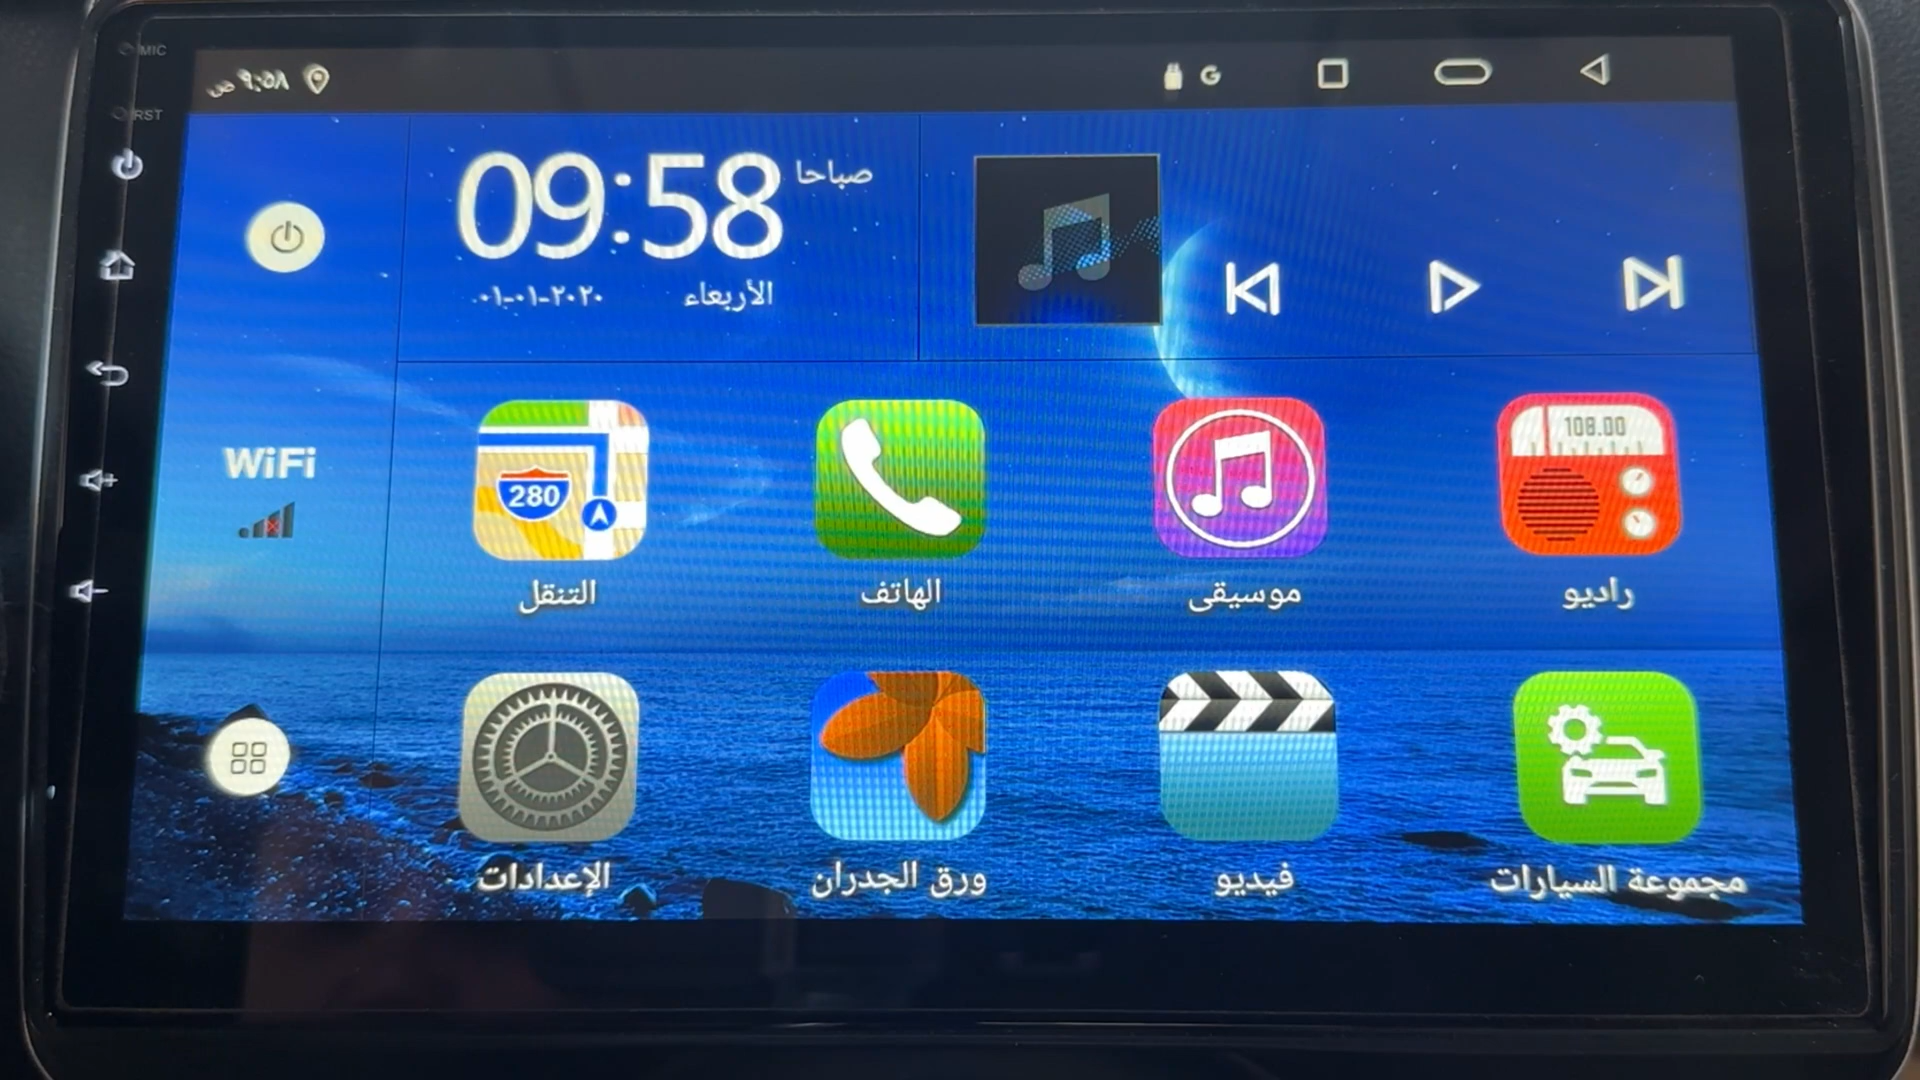 MIC
٩:٥٨ ص
RST
09:58 صباحا
الأربعاء ٢٠٢٠-٠١-٠١
WiFi
280
108.00
التنقل
الهاتف
موسيقى
راديو
الإعدادات
ورق الجدران
فيديو
مجموعة السيارات